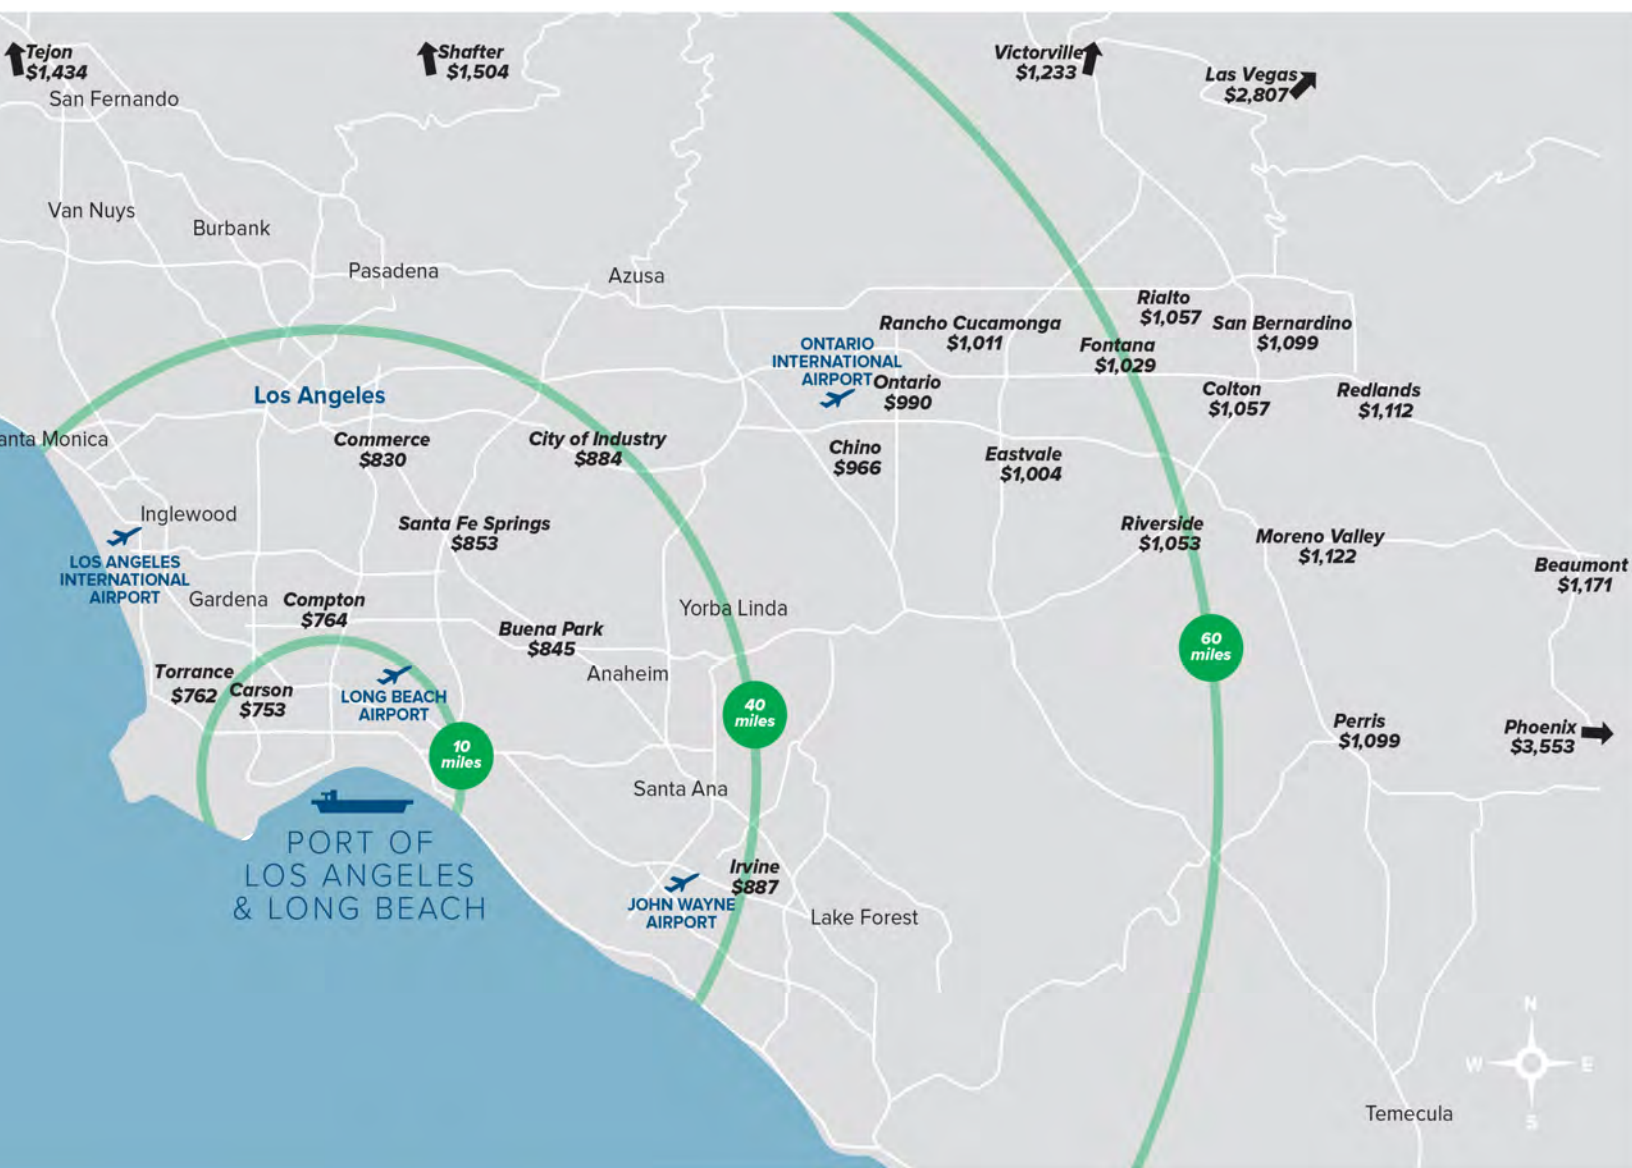 Tejon
$1,434
Shafter
$1,504
Victorville
$1,233
Las Vegas
$2,807
San Fernando
Van Nuys
Burbank
Pasadena
Azusa
Rialto
$1,057
San Bernardino
$1,099
Rancho Cucamonga
$1,011
Fontana
$1,029
ONTARIO
INTERNATIONAL
AIRPORT
Ontario
$990
Colton
$1,057
Redlands
$1,112
Los Angeles
anta Monica
Commerce
$830
City of Industry
$884
Chino
$966
Eastvale
$1,004
Inglewood
Santa Fe Springs
$853
Riverside
$1,053
Moreno Valley
$1,122
LOS ANGELES
INTERNATIONAL
AIRPORT
Beaumont
$1,171
Gardena
Compton
$764
Yorba Linda
Buena Park
$845
60
miles
Anaheim
Torrance
$762
Carson
$753
LONG BEACH
AIRPORT
40
miles
10
miles
Perris
$1,099
Phoenix
$3,553
Santa Ana
PORT OF
LOS ANGELES
& LONG BEACH
Irvine
$887
JOHN WAYNE
AIRPORT
Lake Forest
N
W
E
S
Temecula